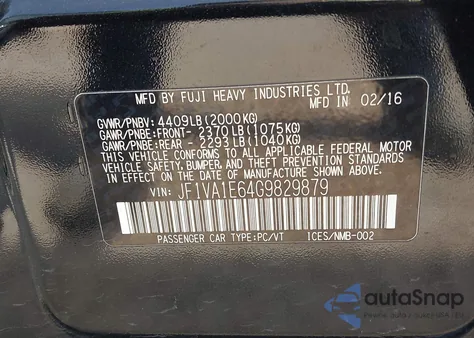 MFD BY FUJI HEAVY INDUSTRIES LTD.
GVWR/PNBV: 4409LB(2000KG) MFD IN 02/16
GAWR/PNBE:FRONT- 2370LB(1075KG)
GAWR/PNBE:REAR - 2293LB(1040KG)
THIS VEHICLE CONFORMS TO ALL APPLICABLE FEDERAL MOTOR
VEHICLE SAFETY,BUMPER,AND THEFT PREVENTION STANDARDS
IN EFFECT ON THE DATE OF MANUFACTURE SHOWN ABOVE.
VIN: JF1VA1E64G9829879
PASSENGER CAR TYPE:PC/VT ICES/NMB-002
autaSnap